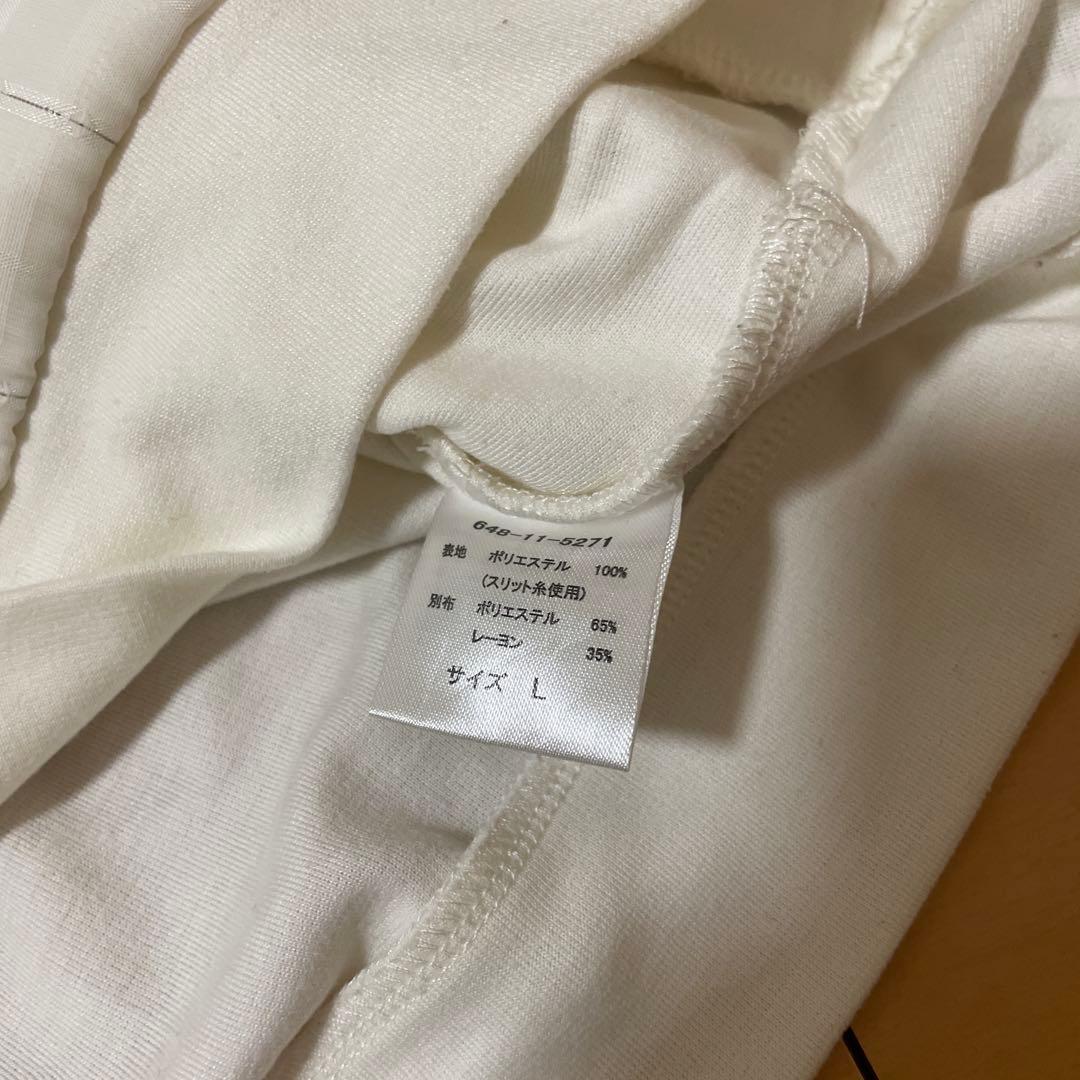 648-11-5271
表地 ポリエステル 100%
(スリット糸使用)
別布 ポリエステル 65%
レーヨン 35%
サイズ L